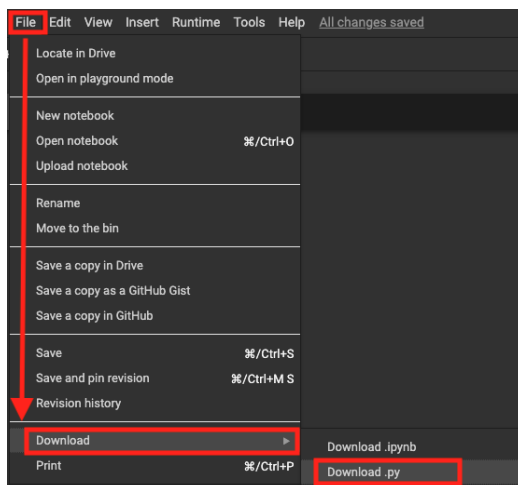 File Edit View Insert Runtime Tools Help All changes saved
Locate in Drive
Open in playground mode
New notebook
Open notebook ⌘/Ctrl+O
Upload notebook
Rename
Move to the bin
Save a copy in Drive
Save a copy as a GitHub Gist
Save a copy in GitHub
Save ⌘/Ctrl+S
Save and pin revision ⌘/Ctrl+M S
Revision history
Download ►
Download .ipynb
Print ⌘/Ctrl+P
Download .py